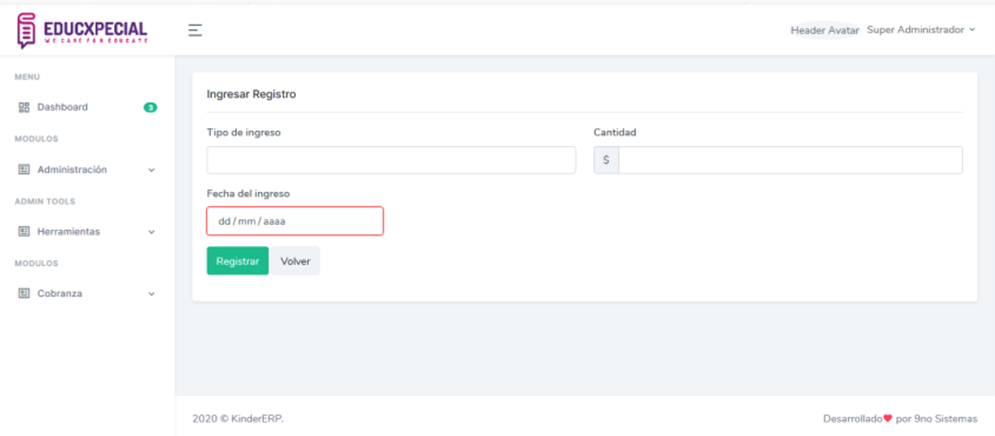 EDUCXPECIAL
WE CARE FOR EDUCATE
Header Avatar Super Administrador
MENU
Dashboard 3
MODULOS
Administración
ADMIN TOOLS
Herramientas
MODULOS
Cobranza
Ingresar Registro
Tipo de ingreso
Cantidad
$
Fecha del ingreso
dd / mm / aaaa
Registrar Volver
2020 © KinderERP.
Desarrollado❤ por 9no Sistemas